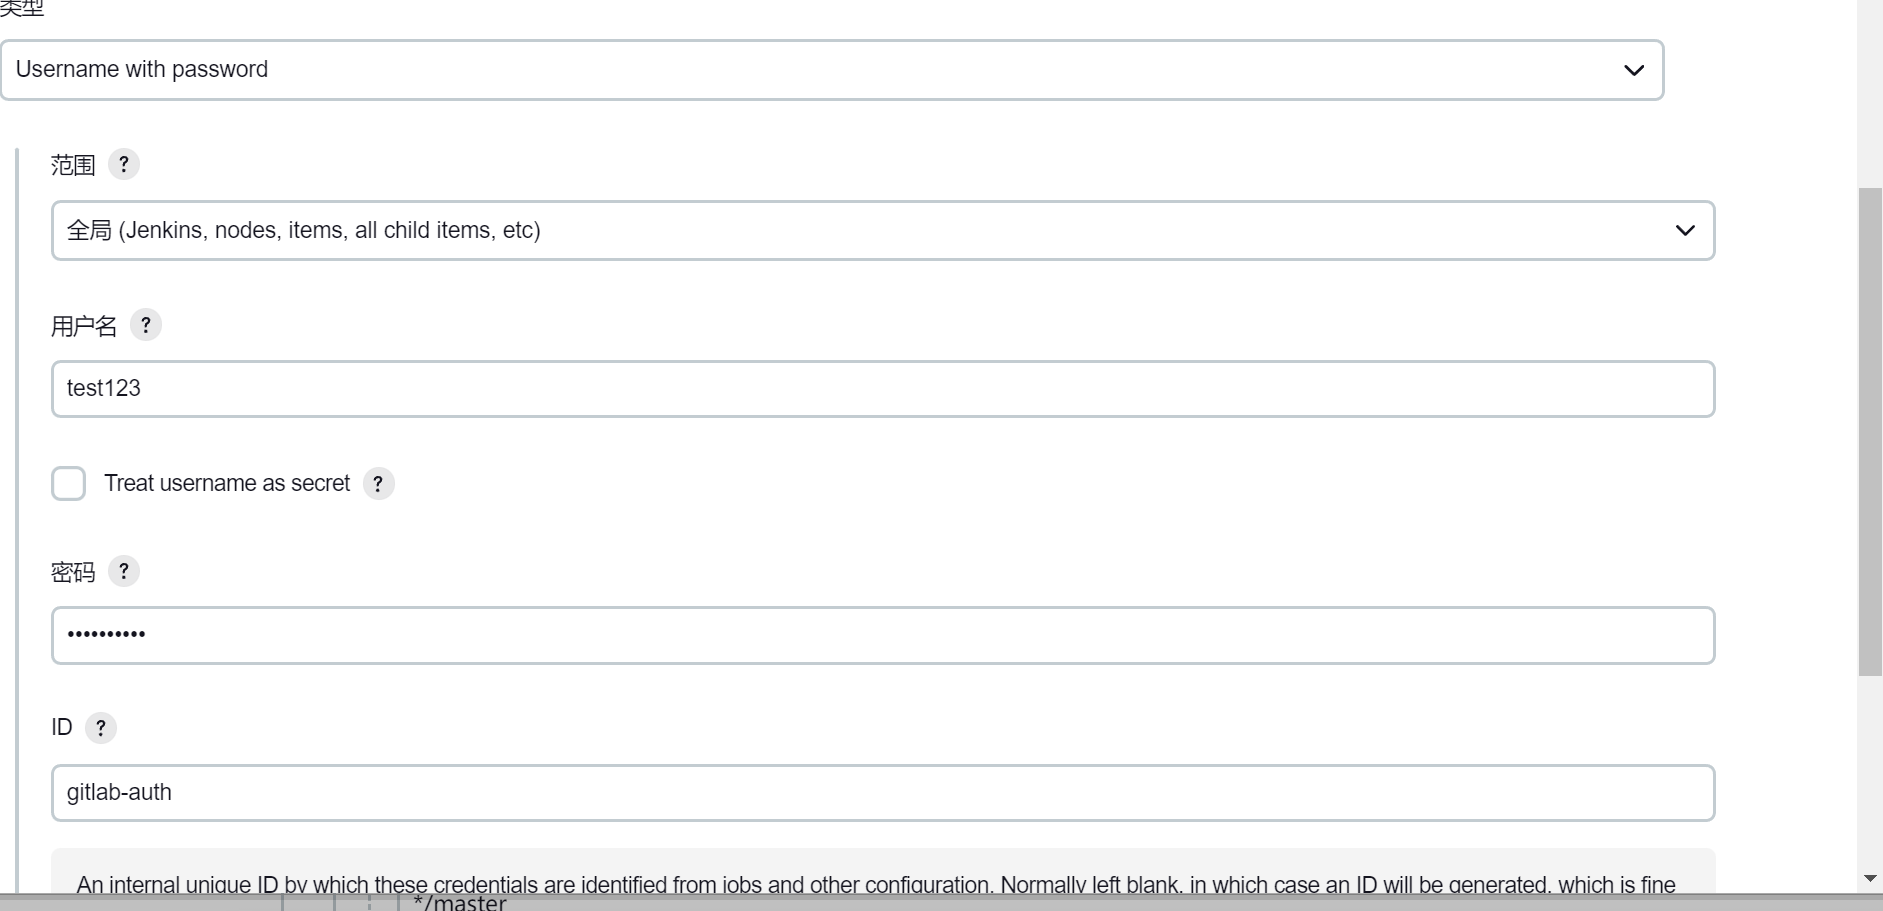 类型
Username with password
范围 ?
全局 (Jenkins, nodes, items, all child items, etc)
用户名 ?
test123
Treat username as secret ?
密码 ?
••••••••••
ID ?
gitlab-auth
An internal unique ID by which these credentials are identified from jobs and other configuration. Normally left blank, in which case an ID will be generated, which is fine
*/master